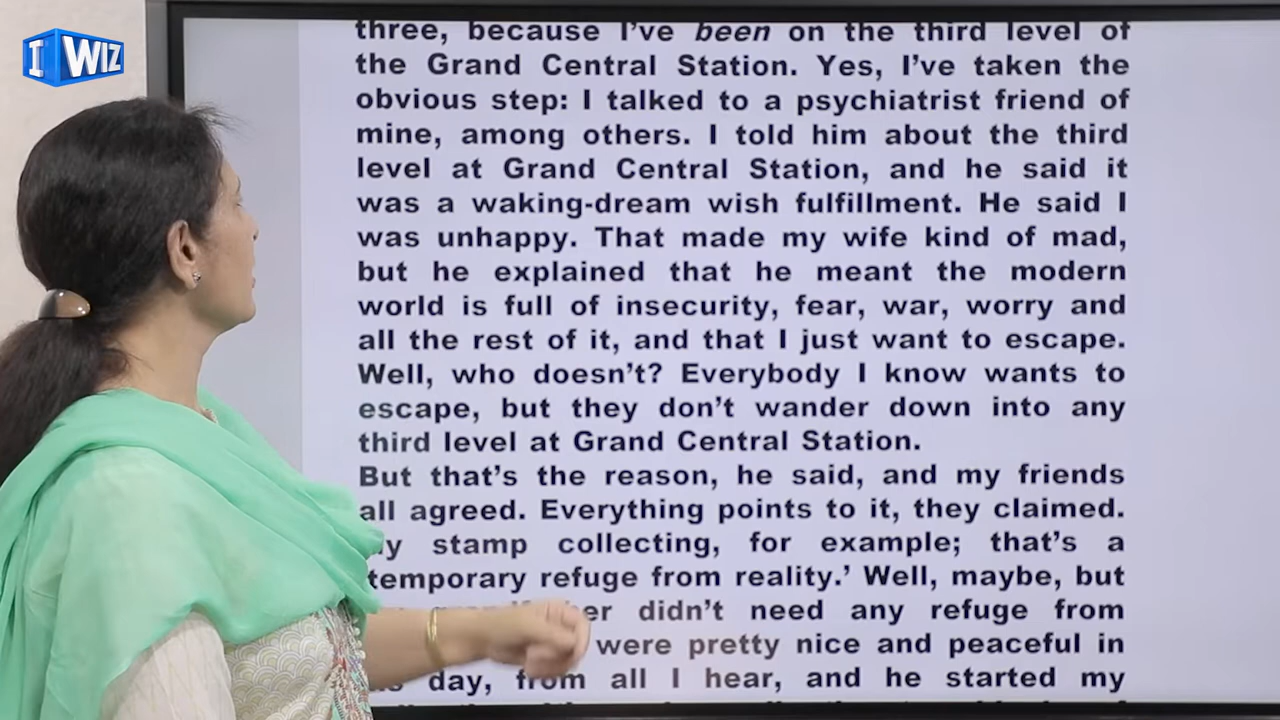 I WIZ
three, because I've been on the third level of
the Grand Central Station. Yes, I've taken the
obvious step: I talked to a psychiatrist friend of
mine, among others. I told him about the third
level at Grand Central Station, and he said it
was a waking-dream wish fulfillment. He said I
was unhappy. That made my wife kind of mad,
but he explained that he meant the modern
world is full of insecurity, fear, war, worry and
all the rest of it, and that I just want to escape.
Well, who doesn't? Everybody I know wants to
escape, but they don't wander down into any
third level at Grand Central Station.
But that's the reason, he said, and my friends
all agreed. Everything points to it, they claimed.
stamp collecting, for example; that's a
temporary refuge from reality.' Well, maybe, but
didn't need any refuge from
were pretty nice and peaceful in
day, from all I hear, and he started my